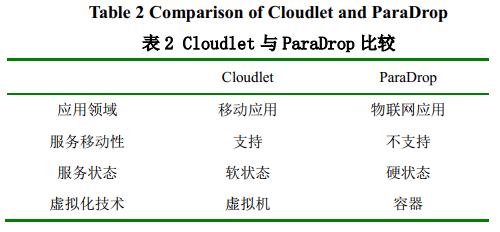 Table 2 Comparison of Cloudlet and ParaDrop
表 2 Cloudlet 与 ParaDrop 比较
Cloudlet ParaDrop
应用领域 移动应用 物联网应用
服务移动性 支持 不支持
服务状态 软状态 硬状态
虚拟化技术 虚拟机 容器